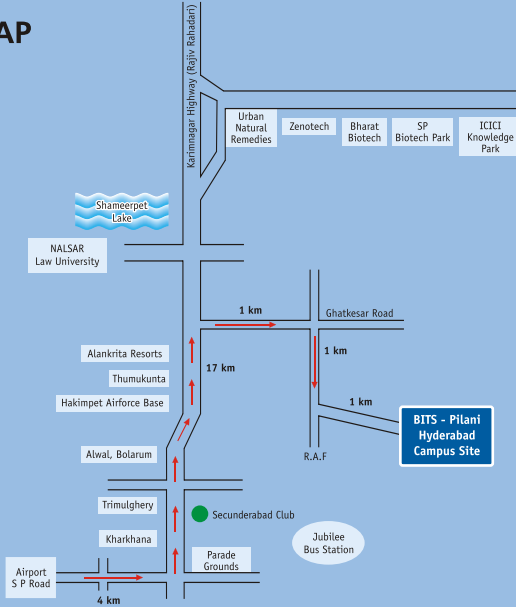 AP
Karimnagar Highway (Rajiv Rahadari)
Urban
Natural
Remedies
Zenotech
Bharat
Biotech
SP
Biotech Park
ICICI
Knowledge
Park
Shameerpet
Lake
NALSAR
Law University
1 km
Ghatkesar Road
Alankrita Resorts
1 km
17 km
Thumukunta
Hakimpet Airforce Base
1 km
BITS - Pilani
Hyderabad
Campus Site
Alwal, Bolarum
R.A.F
Trimulghery
Secunderabad Club
Kharkhana
Jubilee
Bus Station
Parade
Grounds
Airport
S P Road
4 km